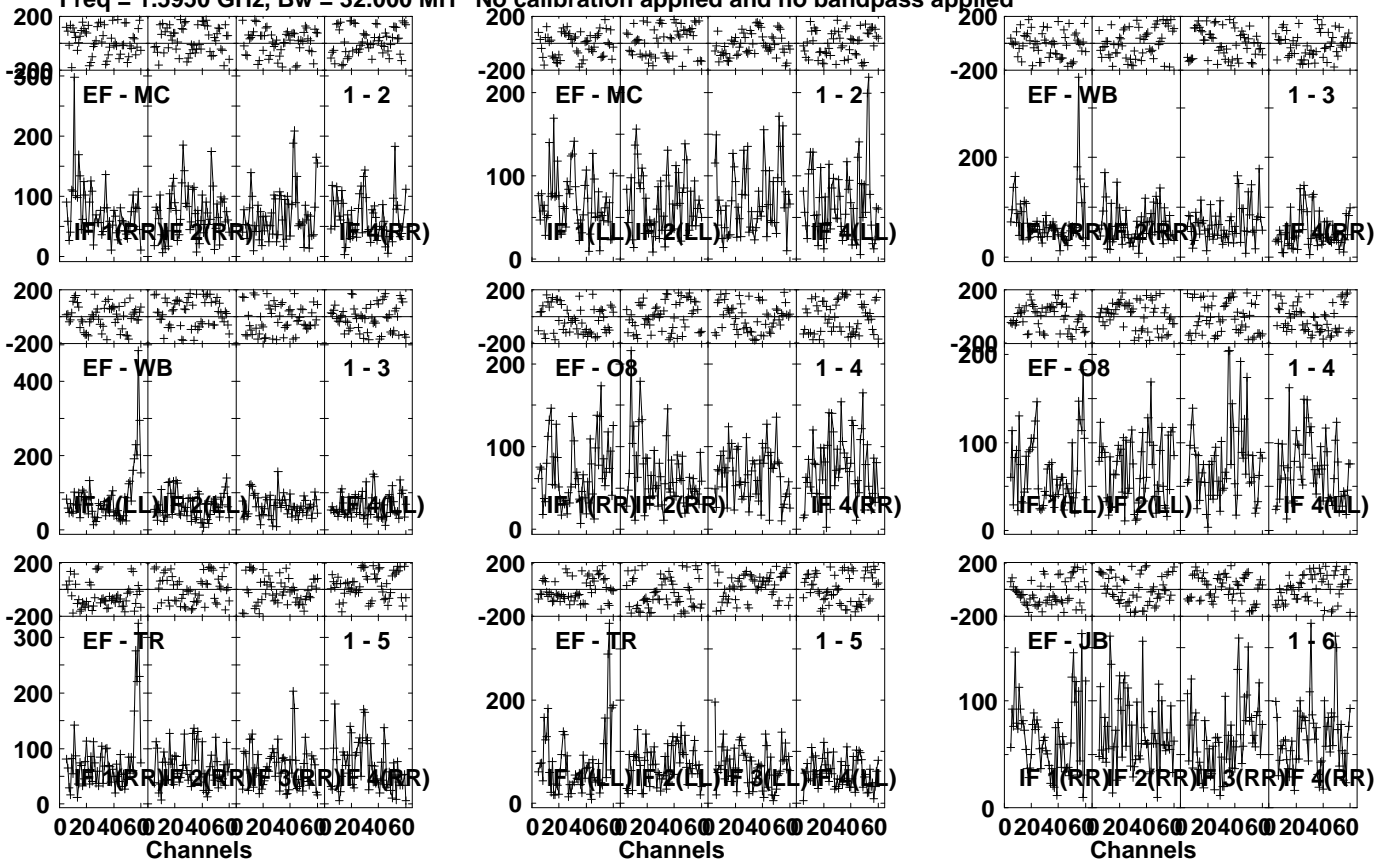 Freq = 1.5950 GHz, Bw = 32.000 MH No calibration applied and no bandpass applied
200
-200
300
200
100
0
EF - MC 1 - 2
IF 1(RR) IF 2(RR) IF 4(RR)
200
-200
200
100
0
EF - MC 1 - 2
IF 1(LL) IF 2(LL) IF 4(LL)
200
-200
200
0
EF - WB 1 - 3
IF 1(RR) IF 2(RR) IF 4(RR)
200
-200
400
200
0
EF - WB 1 - 3
IF 1(LL) IF 2(LL) IF 4(LL)
200
-200
200
100
0
EF - O8 1 - 4
IF 1(RR) IF 2(RR) IF 4(RR)
200
-200
200
100
0
EF - O8 1 - 4
IF 1(LL) IF 2(LL) IF 4(LL)
200
-200
300
200
100
0
EF - TR 1 - 5
IF 1(RR) IF 2(RR) IF 3(RR) IF 4(RR)
0 20 40 60 0 20 40 60 0 20 40 60 0 20 40 60
Channels
200
-200
200
0
EF - TR 1 - 5
IF 1(LL) IF 2(LL) IF 3(LL) IF 4(LL)
0 20 40 60 0 20 40 60 0 20 40 60 0 20 40 60
Channels
200
-200
100
0
EF - JB 1 - 6
IF 1(RR) IF 2(RR) IF 3(RR) IF 4(RR)
0 20 40 60 0 20 40 60 0 20 40 60 0 20 40 60
Channels